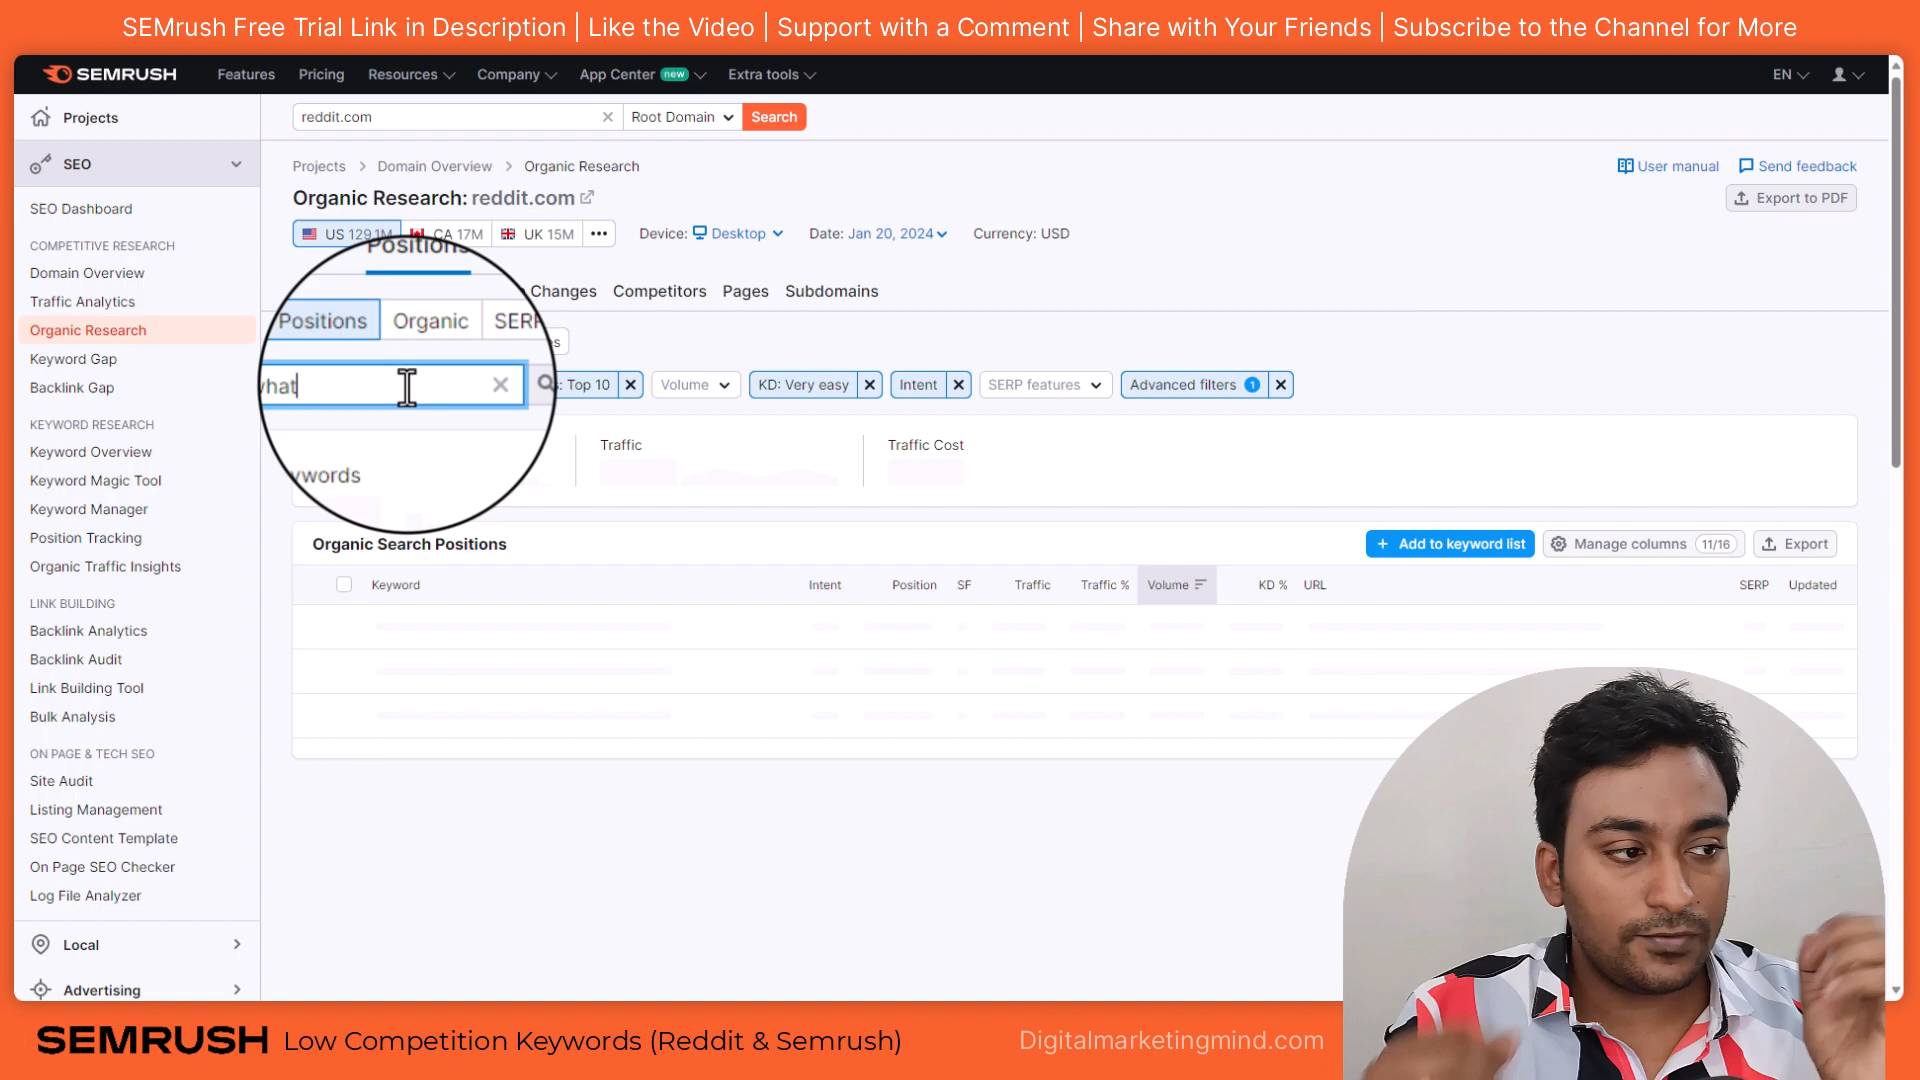 SEMrush Free Trial Link in Description | Like the Video | Support with a Comment | Share with Your Friends | Subscribe to the Channel for More
SEMRUSH
Features
Pricing
Resources
Company
App Center new
Extra tools
EN
Projects
reddit.com
Root Domain
Search
SEO
Projects > Domain Overview > Organic Research
User manual
Send feedback
Organic Research: reddit.com
Export to PDF
US 129.1M
CA 17M
UK 15M
Device: Desktop
Date: Jan 20, 2024
Currency: USD
SEO Dashboard
COMPETITIVE RESEARCH
Domain Overview
Traffic Analytics
Organic Research
Keyword Gap
Backlink Gap
KEYWORD RESEARCH
Keyword Overview
Keyword Magic Tool
Keyword Manager
Position Tracking
Organic Traffic Insights
LINK BUILDING
Backlink Analytics
Backlink Audit
Link Building Tool
Bulk Analysis
ON PAGE & TECH SEO
Site Audit
Listing Management
SEO Content Template
On Page SEO Checker
Log File Analyzer
Local
Advertising
Positions
Changes
Competitors
Pages
Subdomains
Positions
Organic
SERP
what
: Top 10
Volume
KD: Very easy
Intent
SERP features
Advanced filters 1
ywords
Traffic
Traffic Cost
Organic Search Positions
+ Add to keyword list
Manage columns 11/16
Export
Keyword
Intent
Position
SF
Traffic
Traffic %
Volume
KD %
URL
SERP
Updated
SEMRUSH Low Competition Keywords (Reddit & Semrush)
Digitalmarketingmind.com